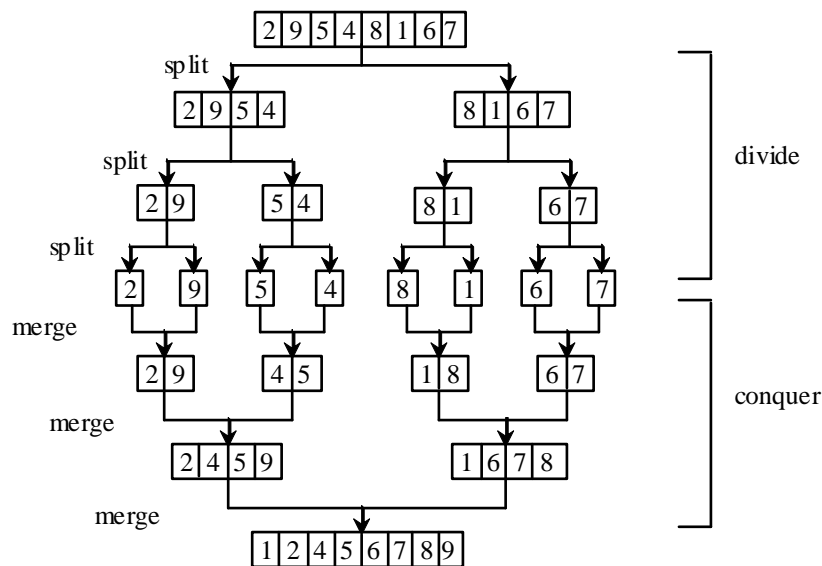 2 9 5 4 8 1 6 7
split
2 9 5 4 8 1 6 7
divide
split
2 9 5 4 8 1 6 7
split
2 9 5 4 8 1 6 7
merge
2 9 4 5 1 8 6 7
conquer
merge
2 4 5 9 1 6 7 8
merge
1 2 4 5 6 7 8 9